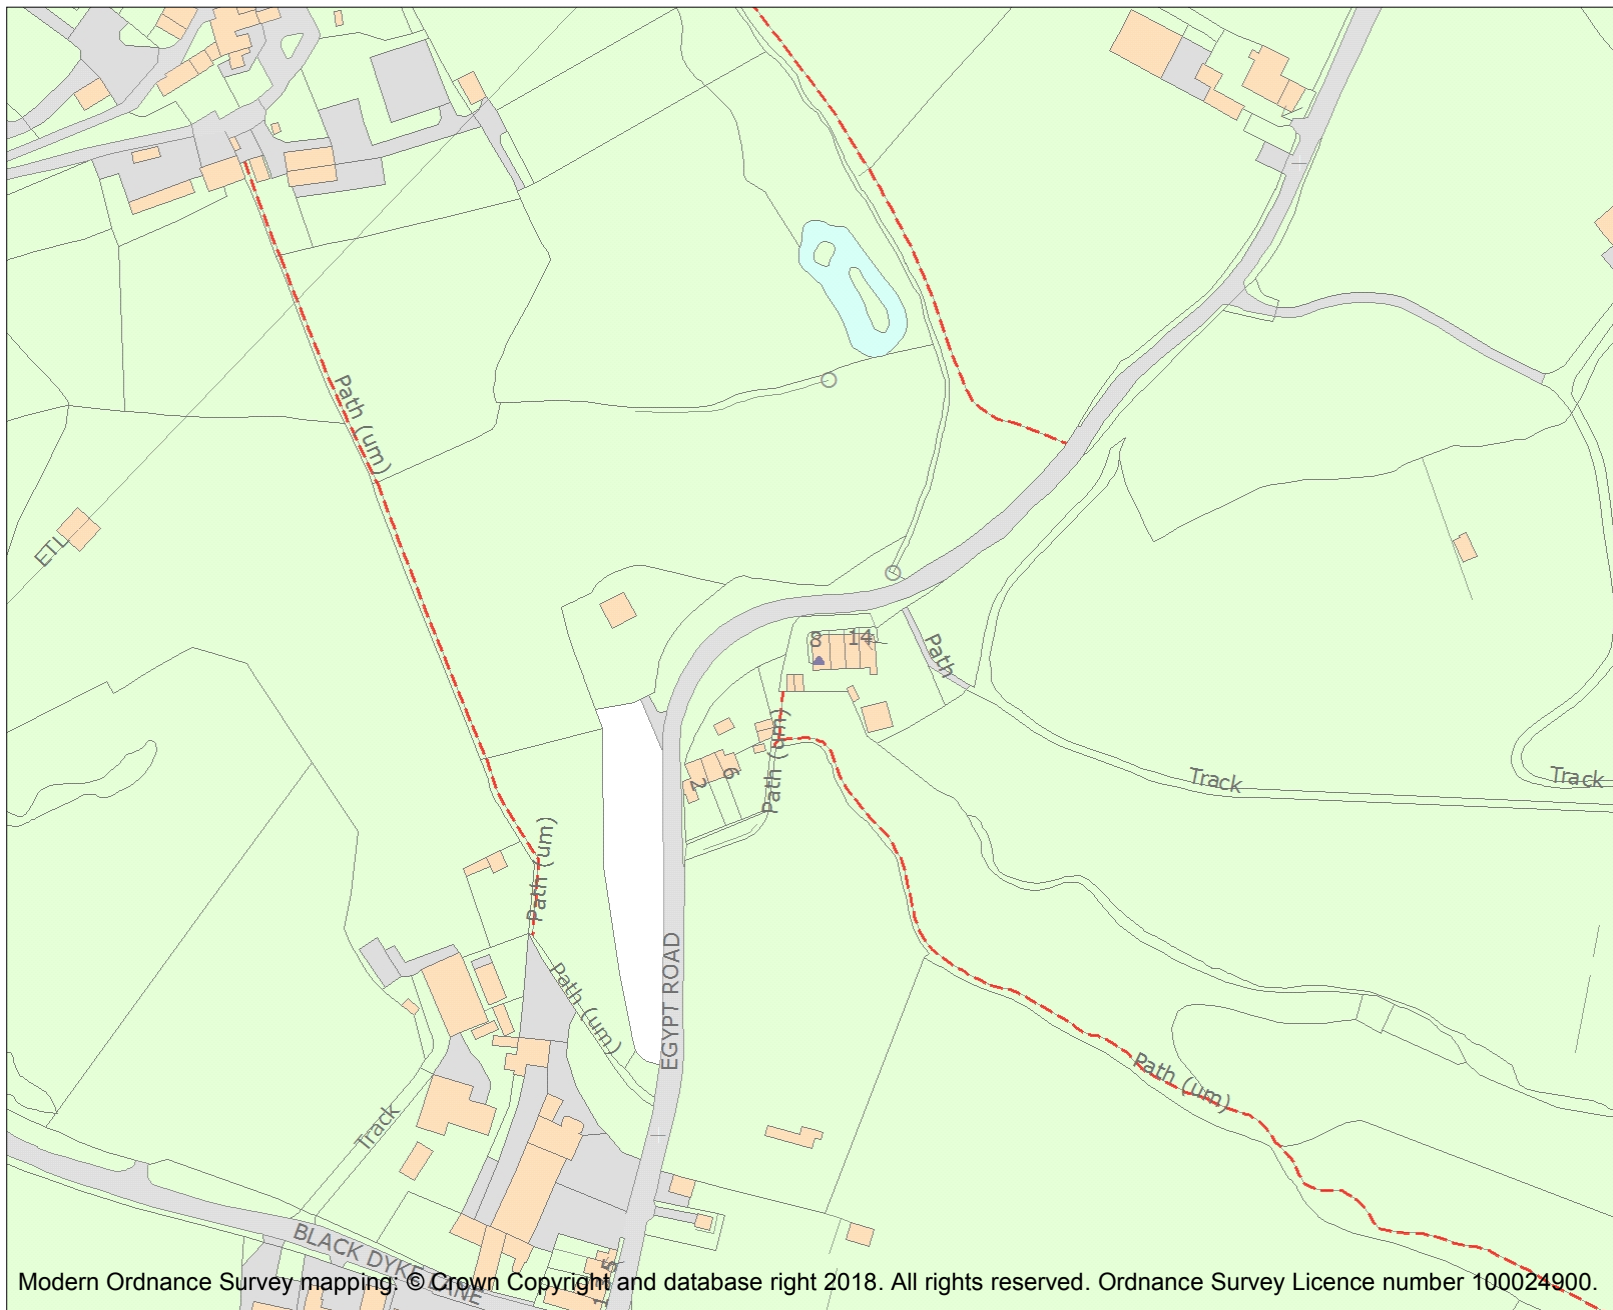 Path (um)
ETL
8
14
Path
Path (um)
2
6
Track
Track
Path (um)
EGYPT ROAD
Path (um)
Path (um)
Track
BLACK DYKE LANE
Modern Ordnance Survey mapping: © Crown Copyright and database right 2018. All rights reserved. Ordnance Survey Licence number 100024900.